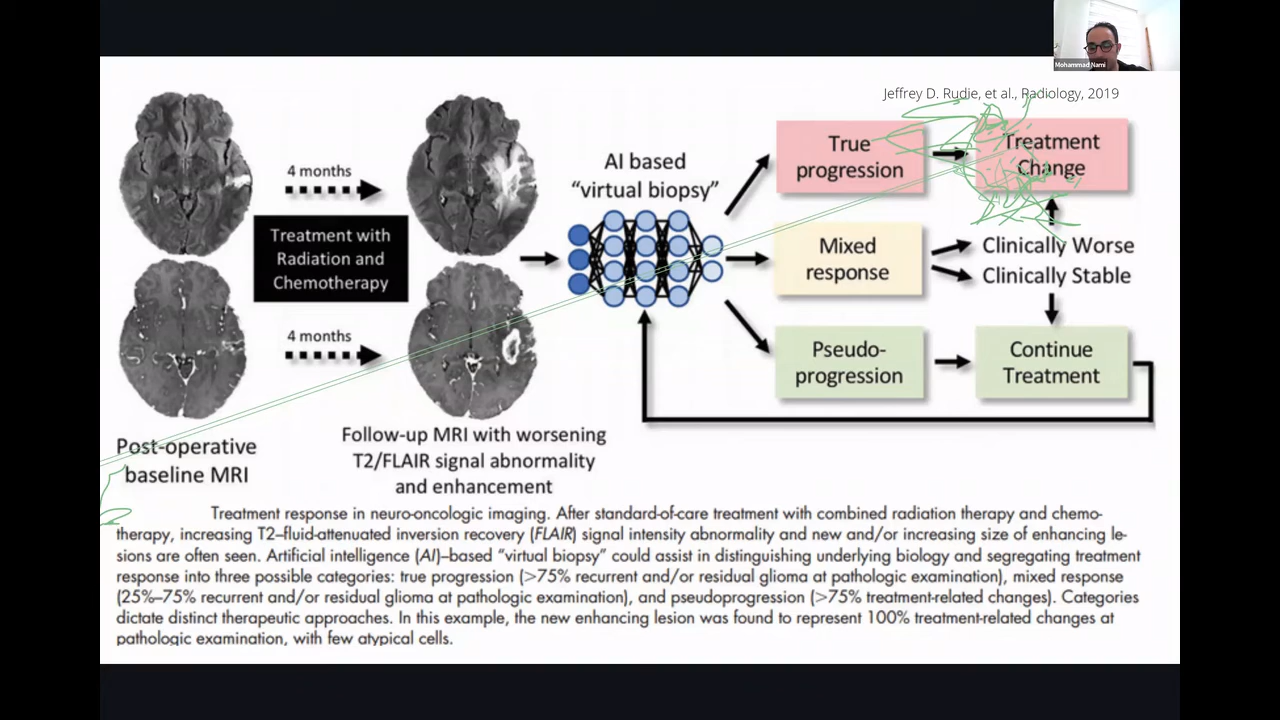 Mohammad Nami
Jeffrey D. Rudie, et al., Radiology, 2019
4 months
Treatment with
Radiation and
Chemotherapy
4 months
Post-operative
baseline MRI
Follow-up MRI with worsening
T2/FLAIR signal abnormality
and enhancement
AI based
“virtual biopsy”
True
progression
Treatment
Change
Mixed
response
Clinically Worse
Clinically Stable
Pseudo-
progression
Continue
Treatment
Treatment response in neuro-oncologic imaging. After standard-of-care treatment with combined radiation therapy and chemo-
therapy, increasing T2–fluid-attenuated inversion recovery (FLAIR) signal intensity abnormality and new and/or increasing size of enhancing le-
sions are often seen. Artificial intelligence (AI)–based “virtual biopsy” could assist in distinguishing underlying biology and segregating treatment
response into three possible categories: true progression (>75% recurrent and/or residual glioma at pathologic examination), mixed response
(25%–75% recurrent and/or residual glioma at pathologic examination), and pseudoprogression (>75% treatment-related changes). Categories
dictate distinct therapeutic approaches. In this example, the new enhancing lesion was found to represent 100% treatment-related changes at
pathologic examination, with few atypical cells.